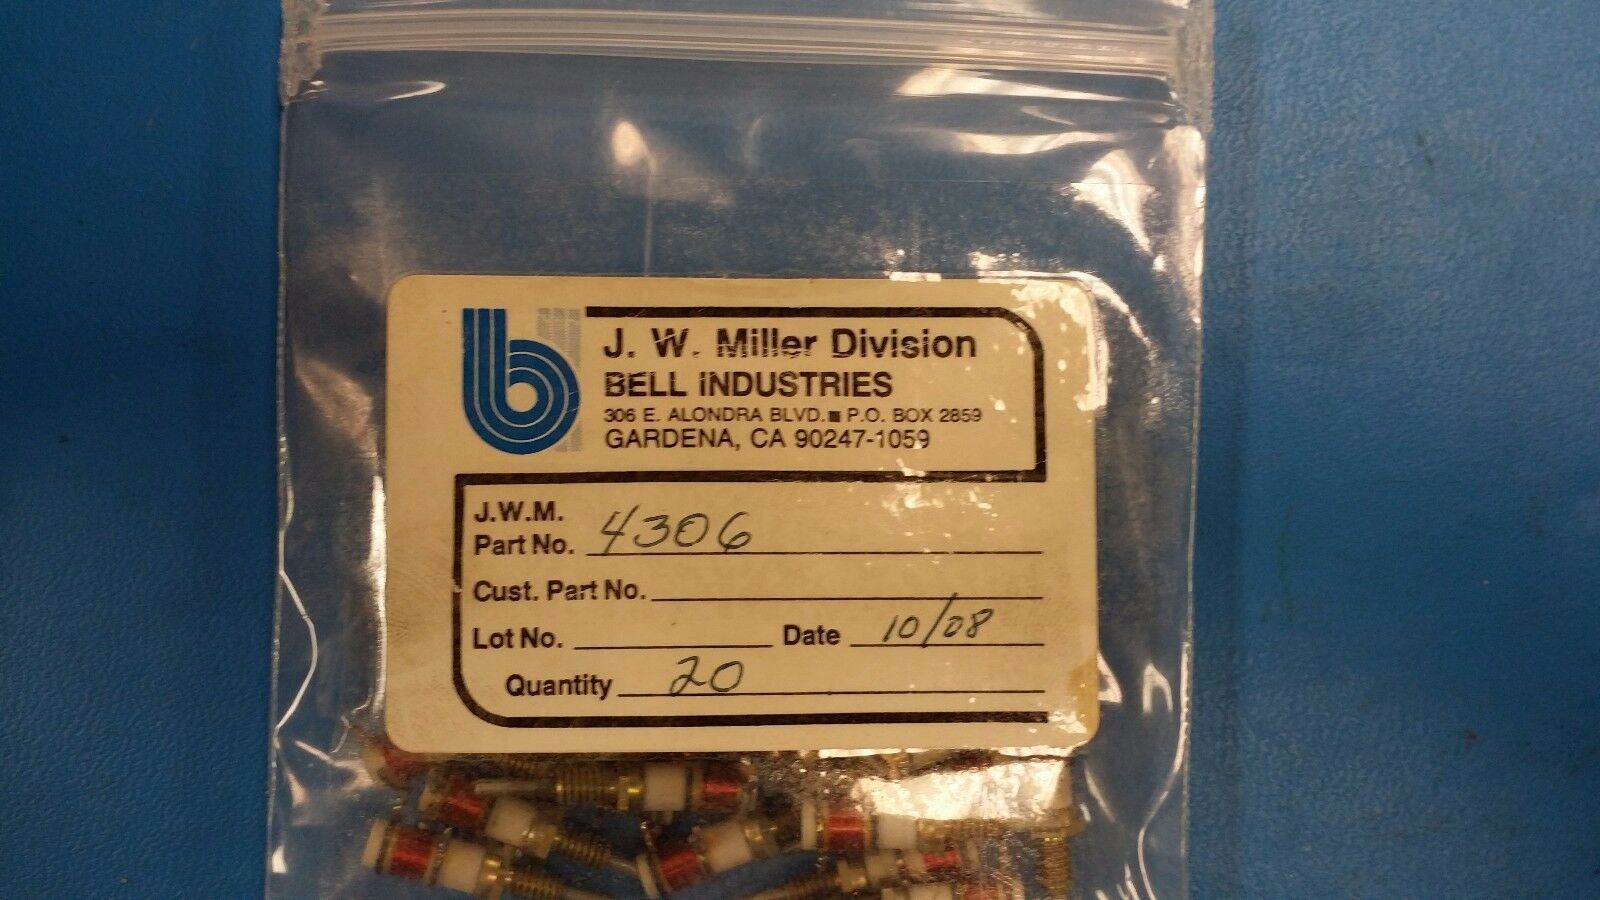 b
J. W. Miller Division
BELL INDUSTRIES
306 E. ALONDRA BLVD. ■ P.O. BOX 2859
GARDENA, CA 90247-1059
J.W.M.
Part No. 4306
Cust. Part No.
Lot No. Date 10/08
Quantity 20